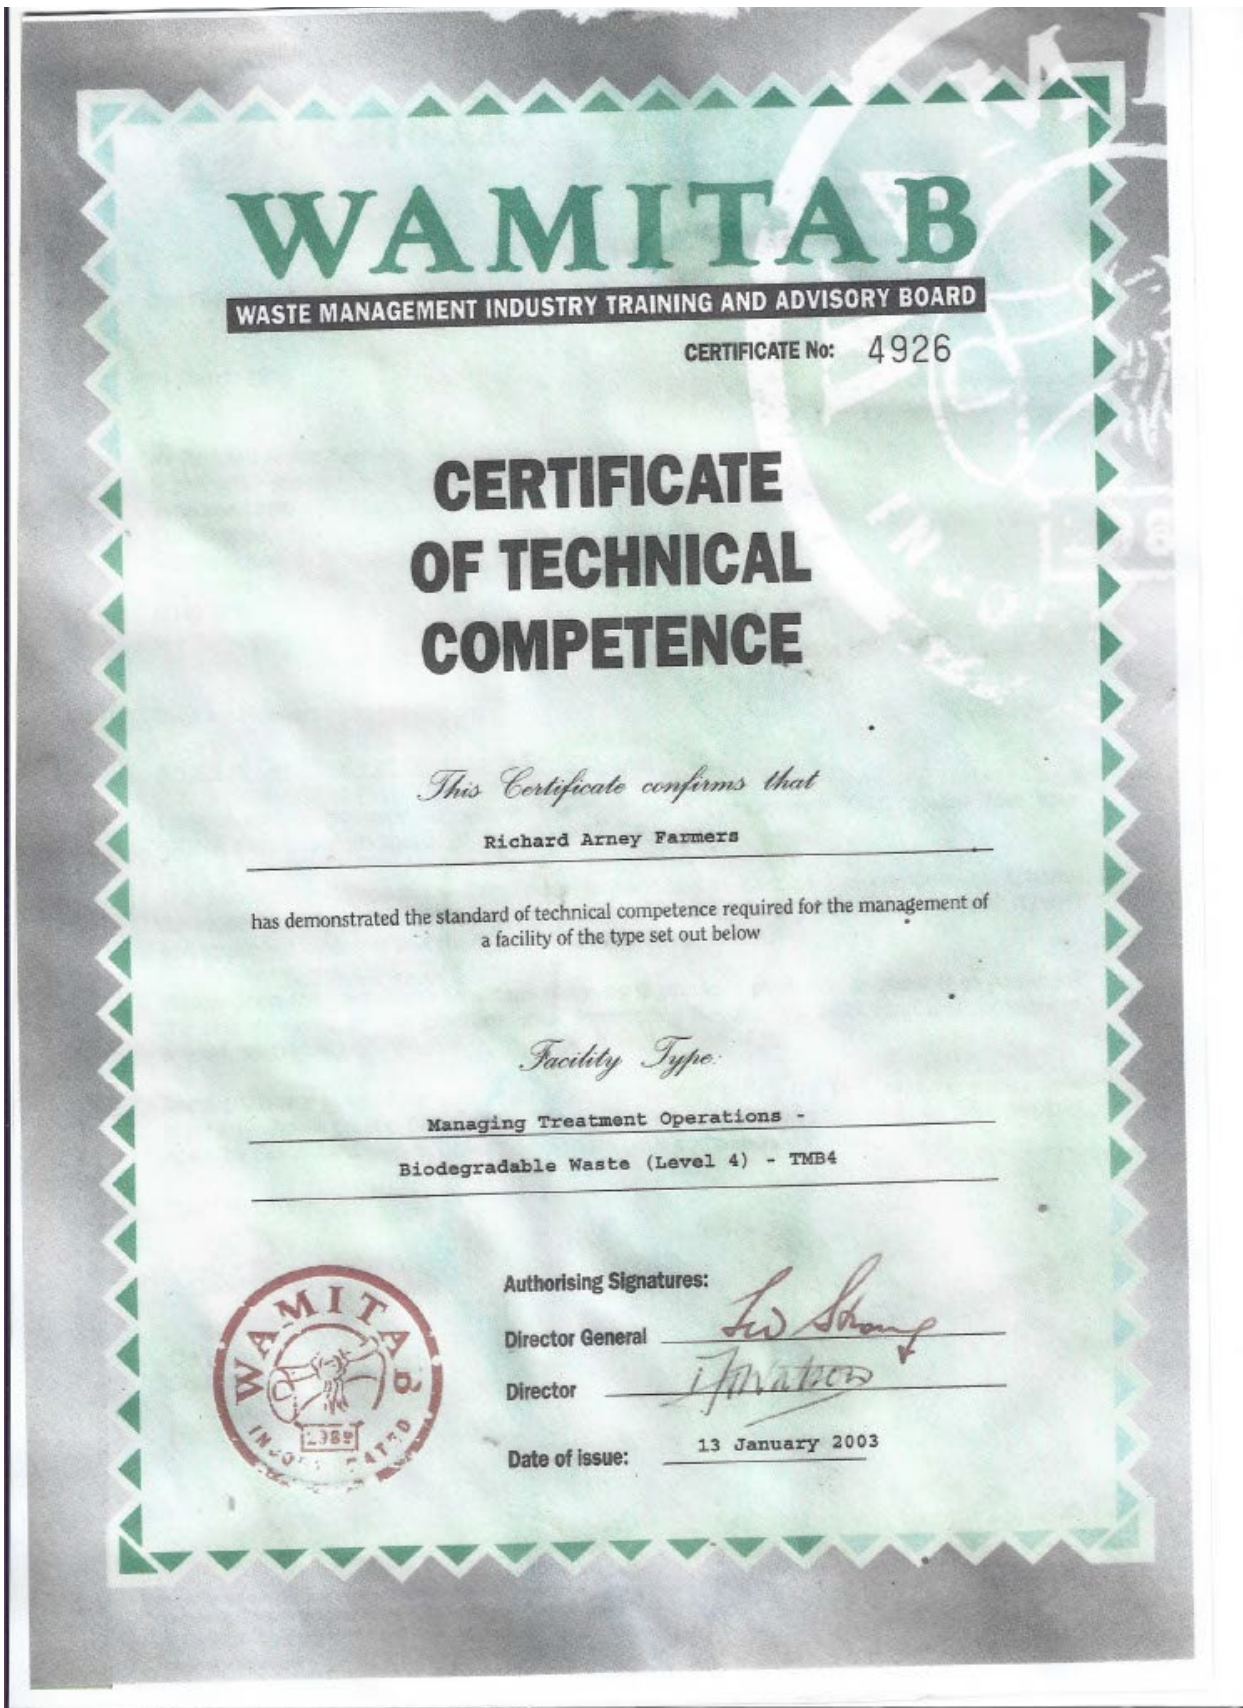 WAMITAB
WASTE MANAGEMENT INDUSTRY TRAINING AND ADVISORY BOARD
CERTIFICATE No: 4926
CERTIFICATE
OF TECHNICAL
COMPETENCE
This Certificate confirms that
Richard Arney Farmers
has demonstrated the standard of technical competence required for the management of
a facility of the type set out below
Facility Type:
Managing Treatment Operations -
Biodegradable Waste (Level 4) - TMB4
Authorising Signatures:
Director General
Director
Date of issue: 13 January 2003
WAMITAB